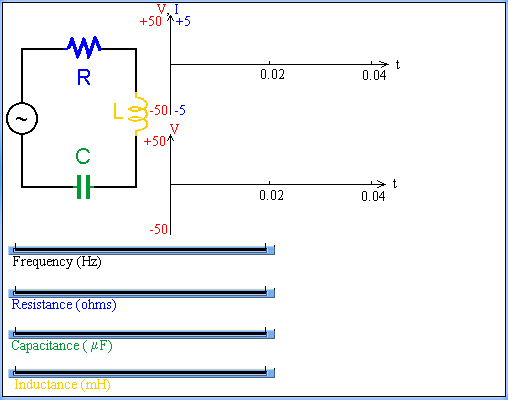 V, I
+50 +5
t
0.02 0.04
-50 -5
R
L
~
C
V
+50
t
0.02 0.04
-50
Frequency (Hz)
Resistance (ohms)
Capacitance ( μF)
Inductance (mH)